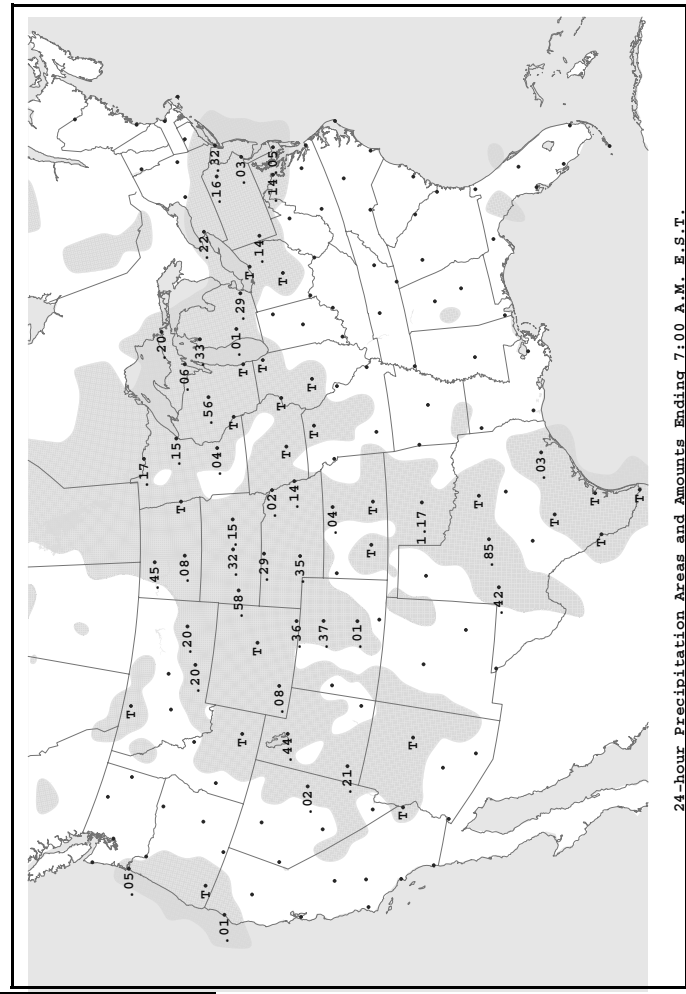 .05
T
.17
.45
.20
.15
T
.08
.06
.20
.20
.33
.22
T
.56
.16 .32
.04
.01
.32 .15
T
.01
.58
.29
.03
T
T
T
T
.14
T
.29
.02
.14 .05
.08
T
T
T
.44
.14
.36
.35
.02
T
T
.37
.04
.21
.01
T
T
T
T
1.17
T
.85
.42
.03
T
T
T
T
24-hour Precipitation Areas and Amounts Ending 7:00 A.M. E.S.T.